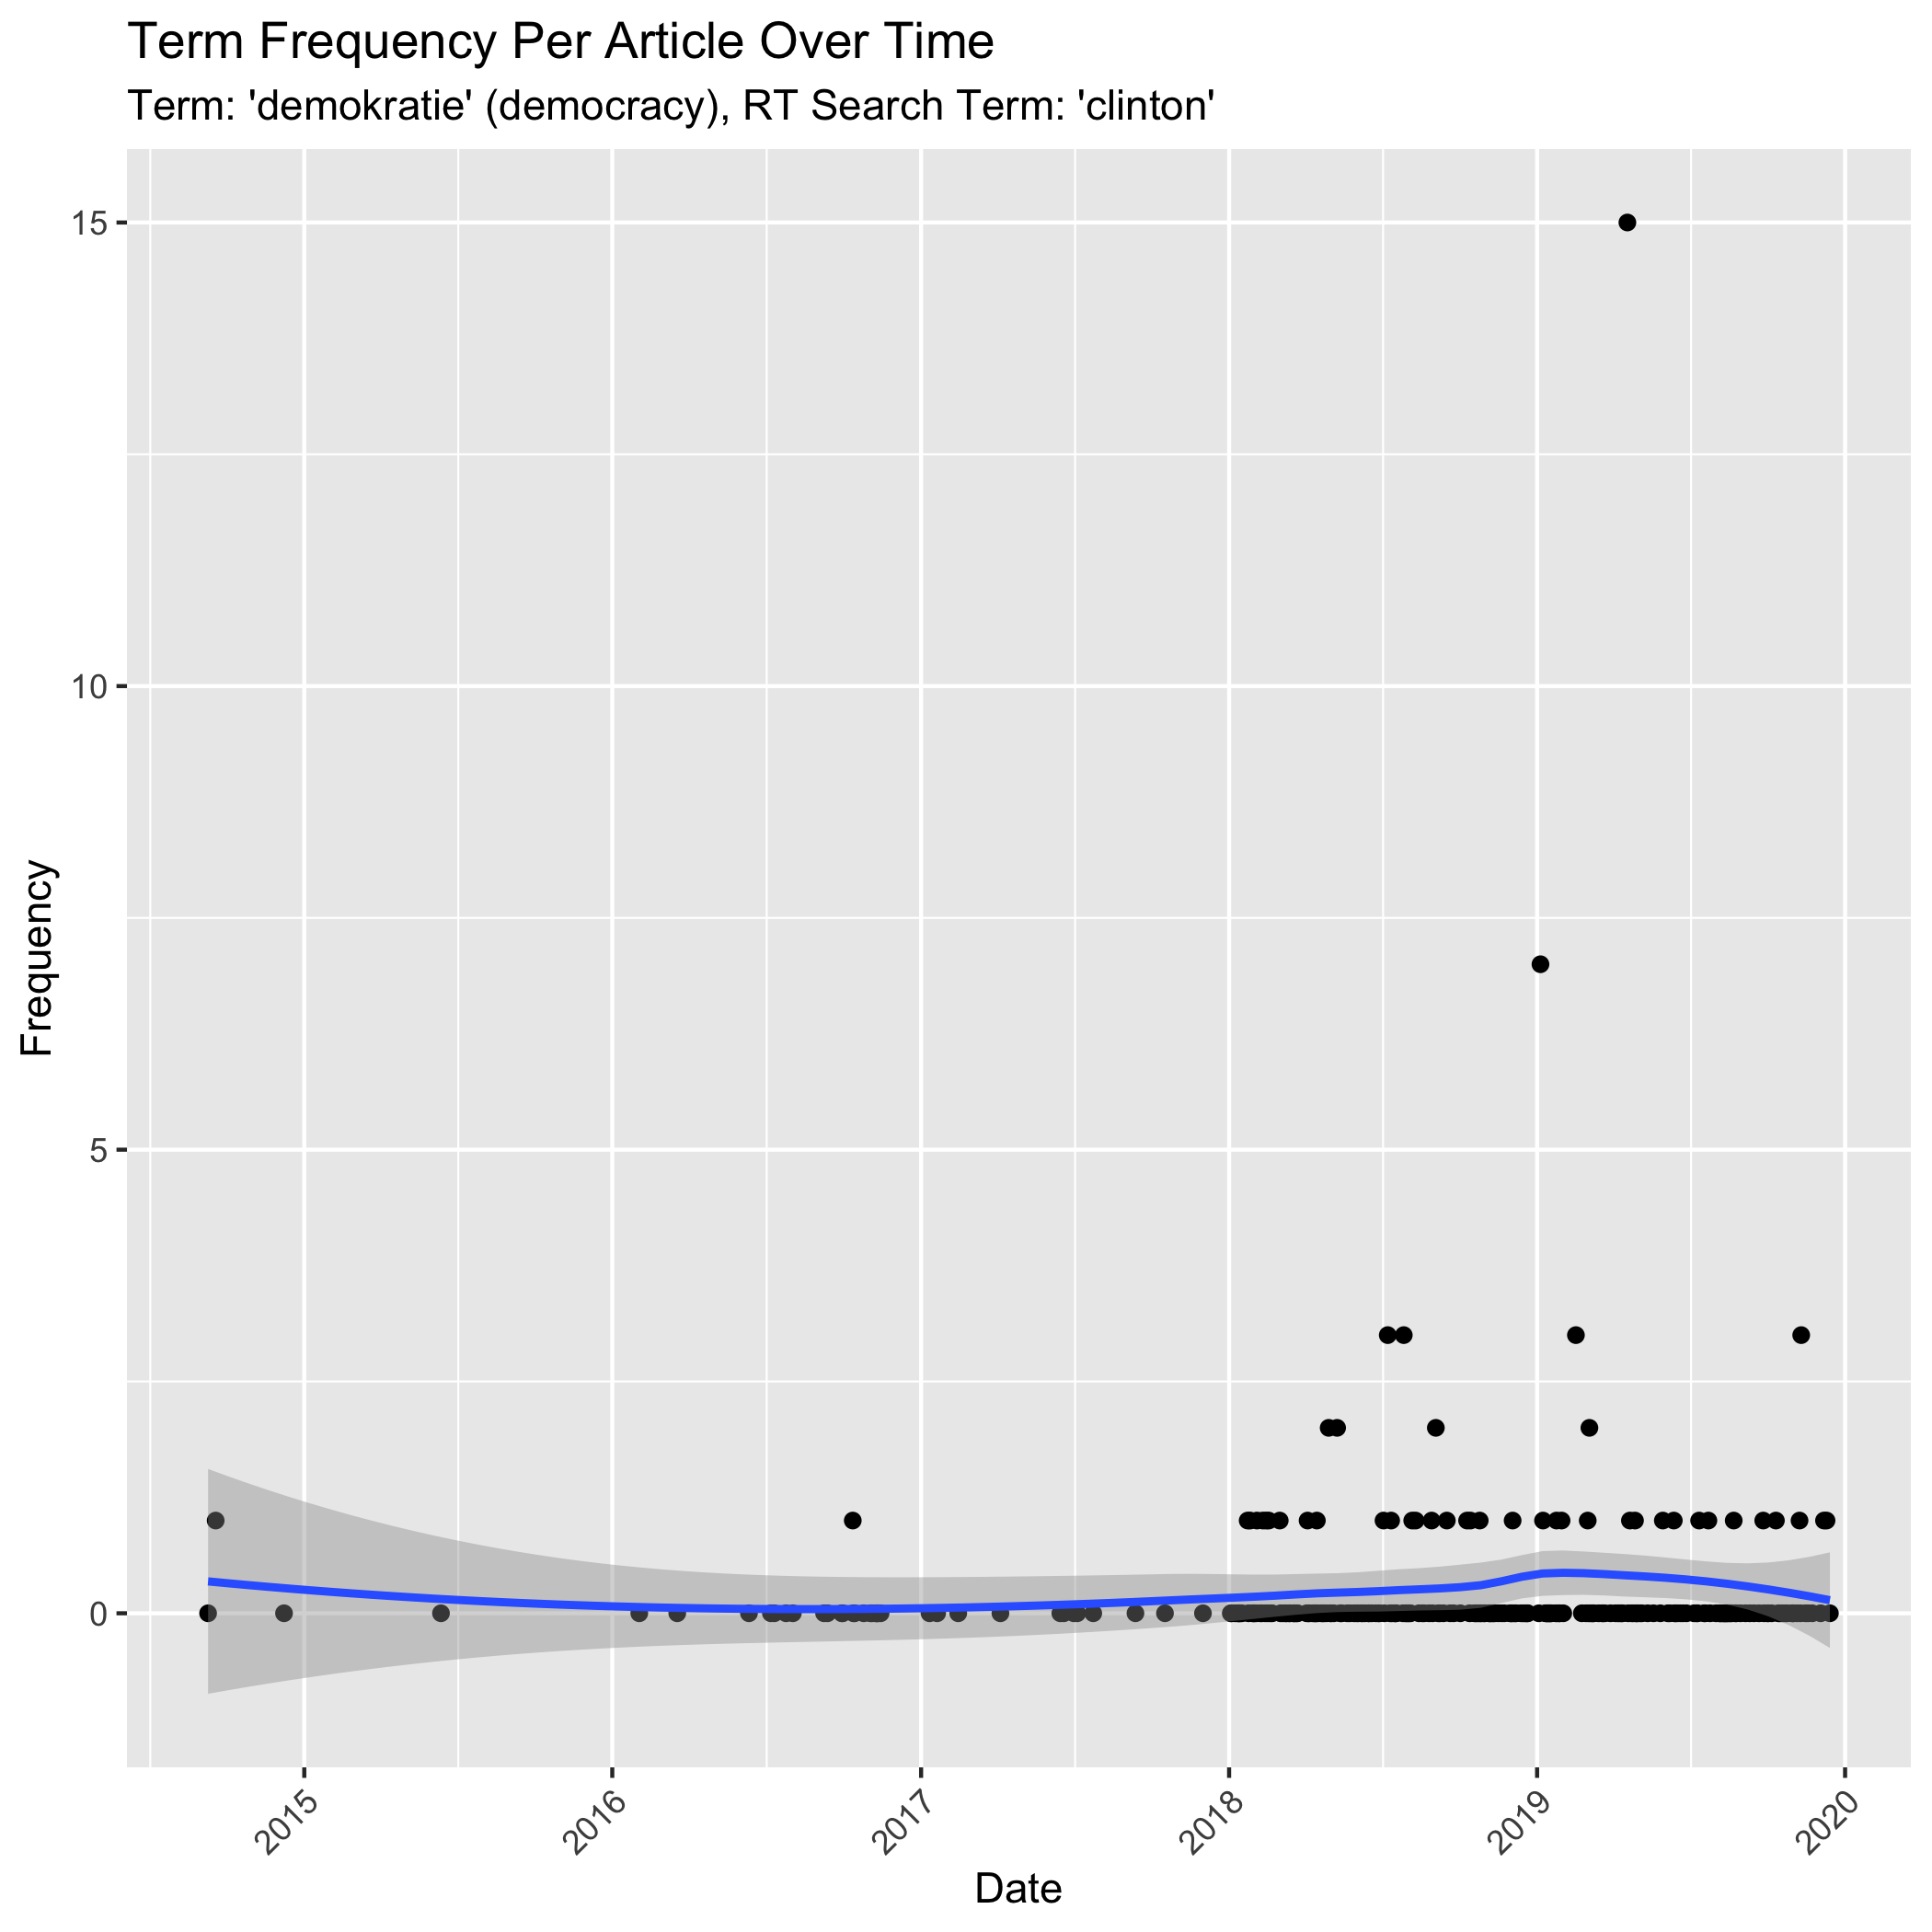 Term Frequency Per Article Over Time
Term: 'demokratie' (democracy), RT Search Term: 'clinton'
15
10
5
0
Frequency
2015
2016
2017
2018
2019
2020
Date